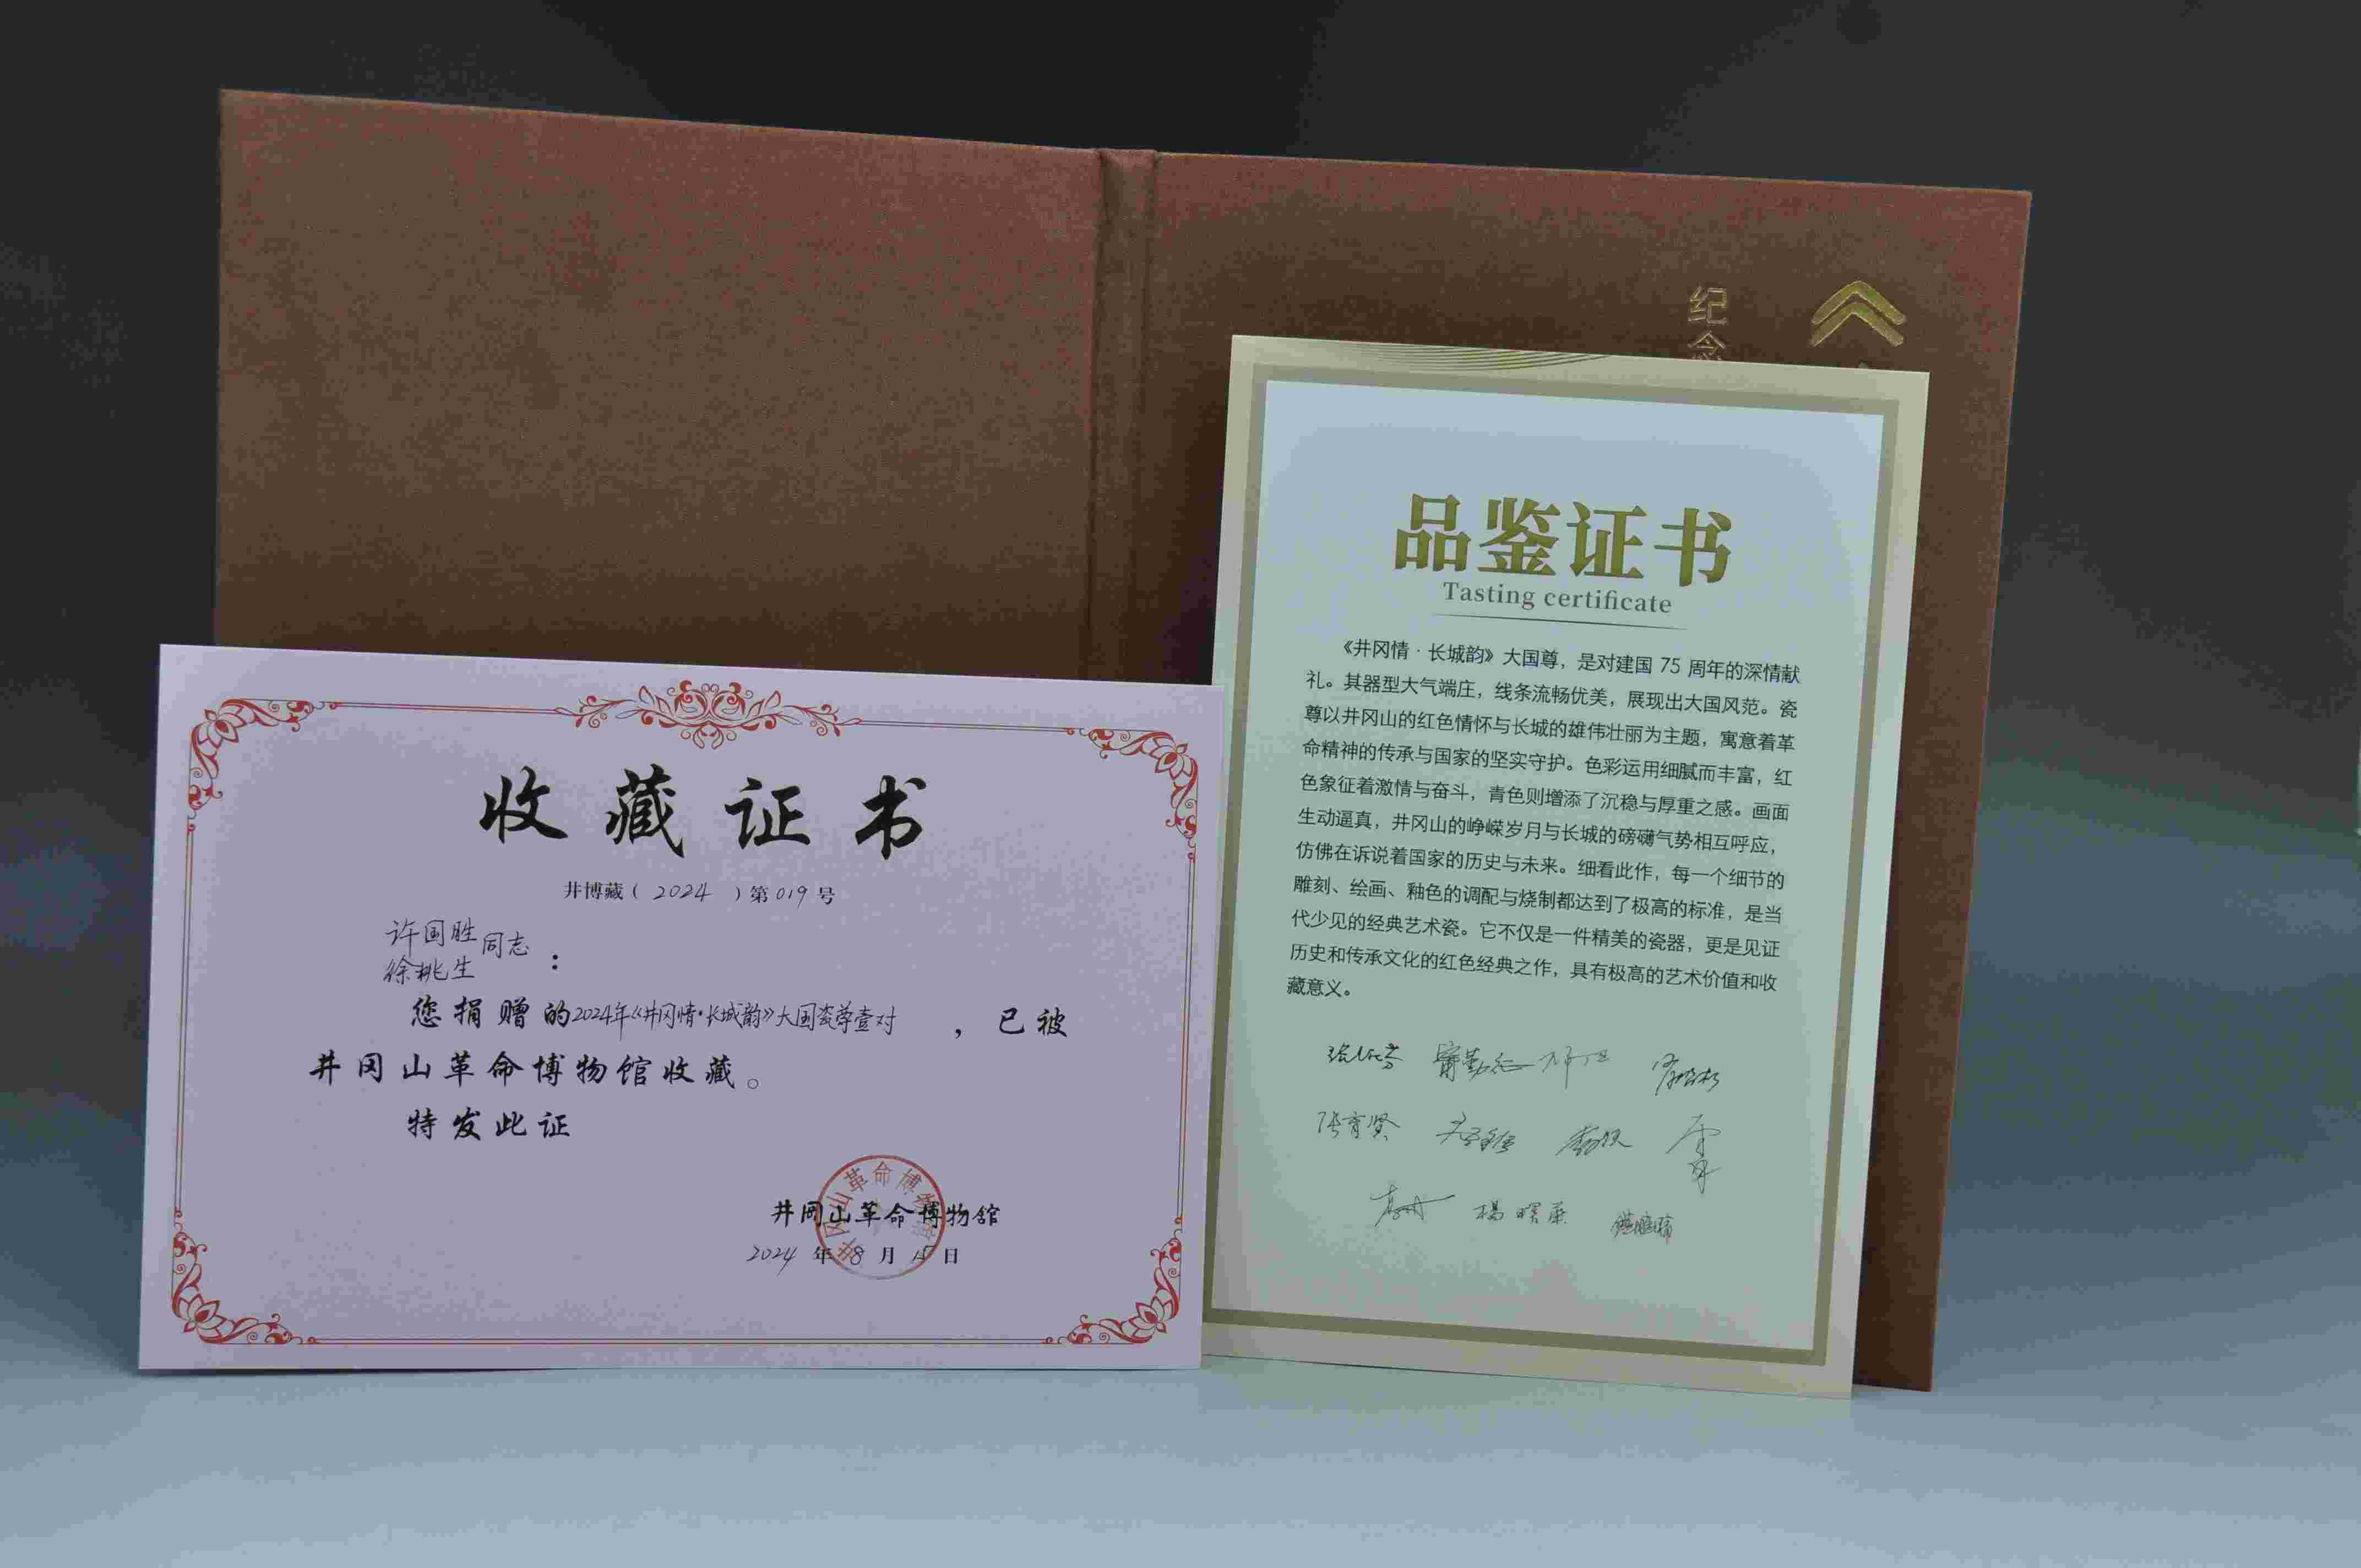 纪念
收藏证书
井博藏（2024）第019号
许国胜
徐桃生
同志：
您捐赠的2024年《井冈情·长城韵》大国瓷尊壹对，已被
井冈山革命博物馆收藏。
特发此证
井冈山革命博物馆
2024年8月15日
井冈山革命博物馆
品鉴证书
Tasting certificate
《井冈情·长城韵》大国尊，是对建国 75 周年的深情献
礼。其器型大气端庄，线条流畅优美，展现出大国风范。瓷
尊以井冈山的红色情怀与长城的雄伟壮丽为主题，寓意着革
命精神的传承与国家的坚实守护。色彩运用细腻而丰富，红
色象征着激情与奋斗，青色则增添了沉稳与厚重之感。画面
生动逼真，井冈山的峥嵘岁月与长城的磅礴气势相互呼应，
仿佛在诉说着国家的历史与未来。细看此作，每一个细节的
雕刻、绘画、釉色的调配与烧制都达到了极高的标准，是当
代少见的经典艺术瓷。它不仅是一件精美的瓷器，更是见证
历史和传承文化的红色经典之作，具有极高的艺术价值和收
藏意义。
张育贤